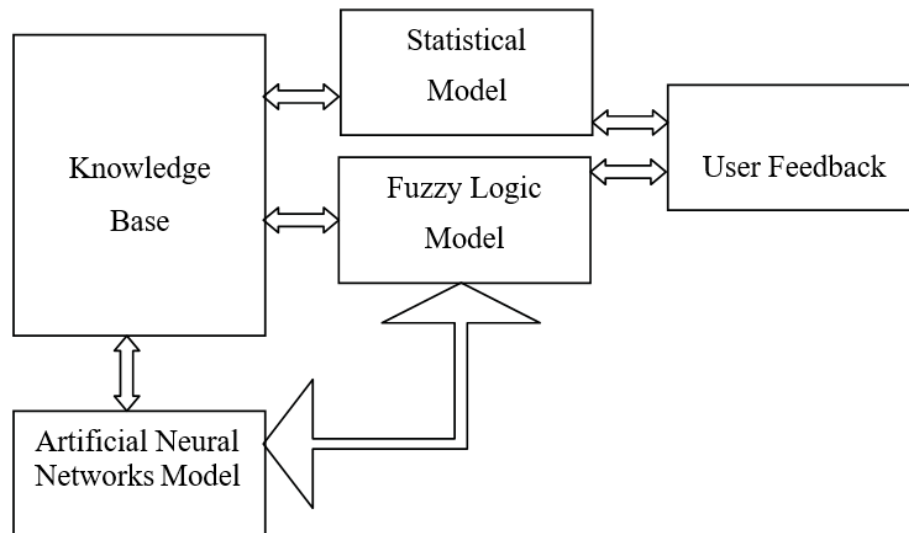 Statistical
Model
Knowledge
Base
User Feedback
Fuzzy Logic
Model
Artificial Neural
Networks Model